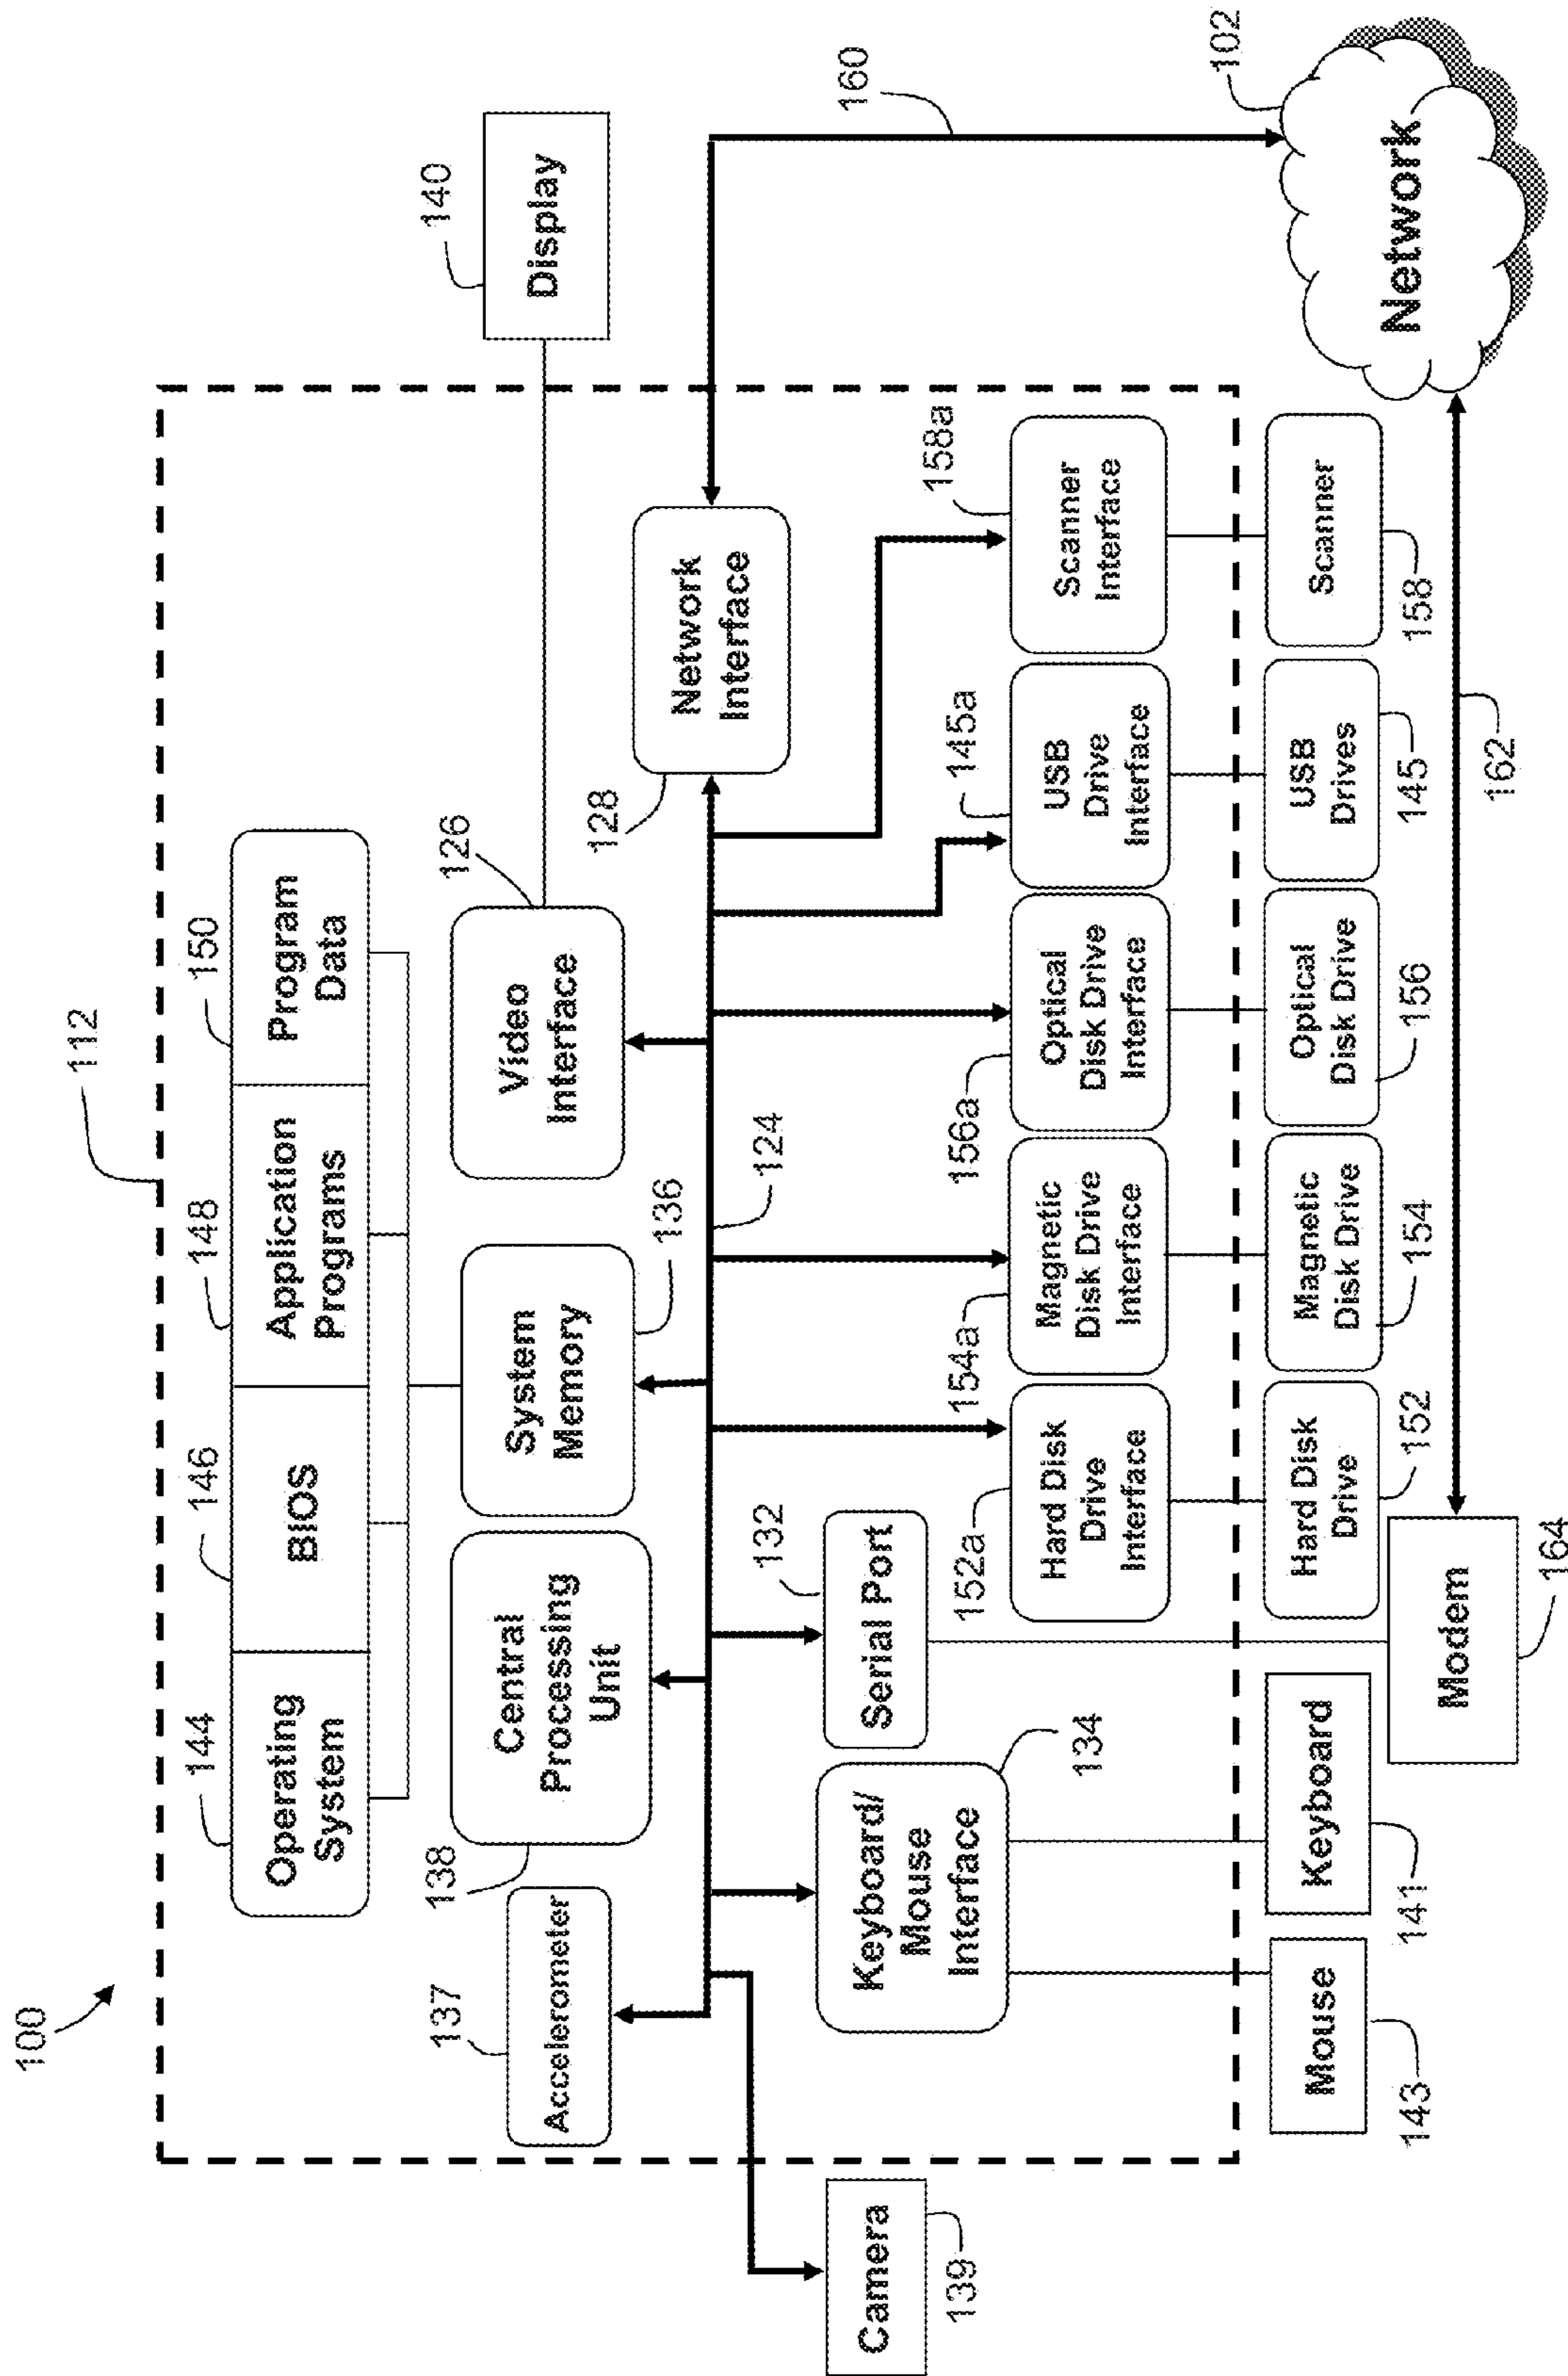 100
112
144
146
148
150
Operating
System
BIOS
Application
Programs
Program
Data
137
138
136
126
140
Accelerometer
Central
Processing
Unit
System
Memory
Video
Interface
Display
128
Network
Interface
124
160
Camera
139
Keyboard/
Mouse
Interface
134
Serial Port
132
152a
Hard Disk
Drive
Interface
154a
Magnetic
Disk Drive
Interface
156a
Optical
Disk Drive
Interface
145a
USB
Drive
Interface
158a
Scanner
Interface
102
Mouse
143
Keyboard
141
Hard Disk
Drive
152
Magnetic
Disk Drive
154
Optical
Disk Drive
156
USB
Drives
145
Scanner
158
Network
Modem
164
162